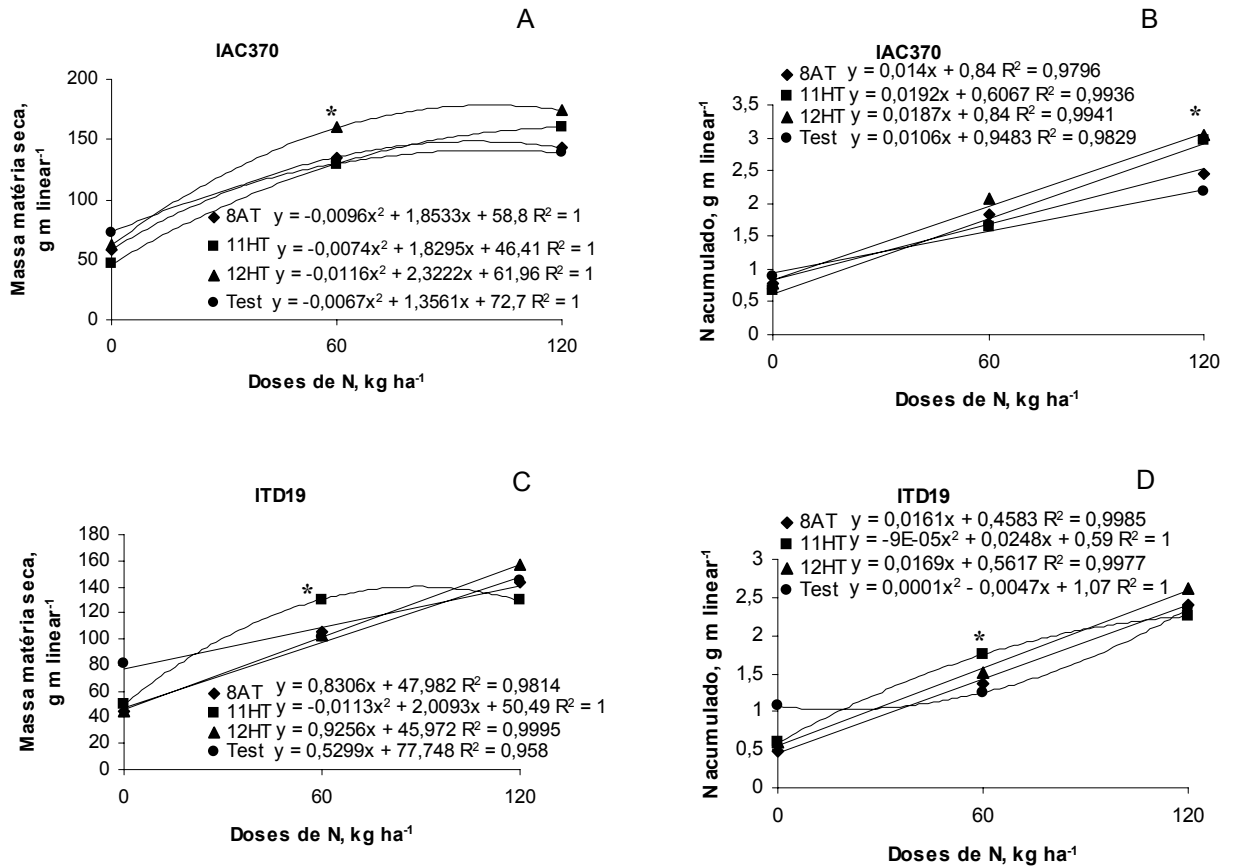 A
IAC370
Massa matéria seca,
g m linear⁻¹
200
150
100
50
0
*
8AT y = -0,0096x² + 1,8533x + 58,8 R² = 1
11HT y = -0,0074x² + 1,8295x + 46,41 R² = 1
12HT y = -0,0116x² + 2,3222x + 61,96 R² = 1
Test y = -0,0067x² + 1,3561x + 72,7 R² = 1
0 60 120
Doses de N, kg ha⁻¹
B
IAC370
8AT y = 0,014x + 0,84 R² = 0,9796
11HT y = 0,0192x + 0,6067 R² = 0,9936
12HT y = 0,0187x + 0,84 R² = 0,9941
Test y = 0,0106x + 0,9483 R² = 0,9829
N acumulado, g m linear⁻¹
3,5
3
2,5
2
1,5
1
0,5
0
*
0 60 120
Doses de N, kg ha⁻¹
C
ITD19
Massa matéria seca,
g m linear⁻¹
180
160
140
120
100
80
60
40
20
0
*
8AT y = 0,8306x + 47,982 R² = 0,9814
11HT y = -0,0113x² + 2,0093x + 50,49 R² = 1
12HT y = 0,9256x + 45,972 R² = 0,9995
Test y = 0,5299x + 77,748 R² = 0,958
0 60 120
Doses de N, kg ha⁻¹
D
ITD19
8AT y = 0,0161x + 0,4583 R² = 0,9985
11HT y = -9E-05x² + 0,0248x + 0,59 R² = 1
12HT y = 0,0169x + 0,5617 R² = 0,9977
Test y = 0,0001x² - 0,0047x + 1,07 R² = 1
N acumulado, g m linear⁻¹
3
2,5
2
1,5
1
0,5
0
*
0 60 120
Doses de N, kg ha⁻¹